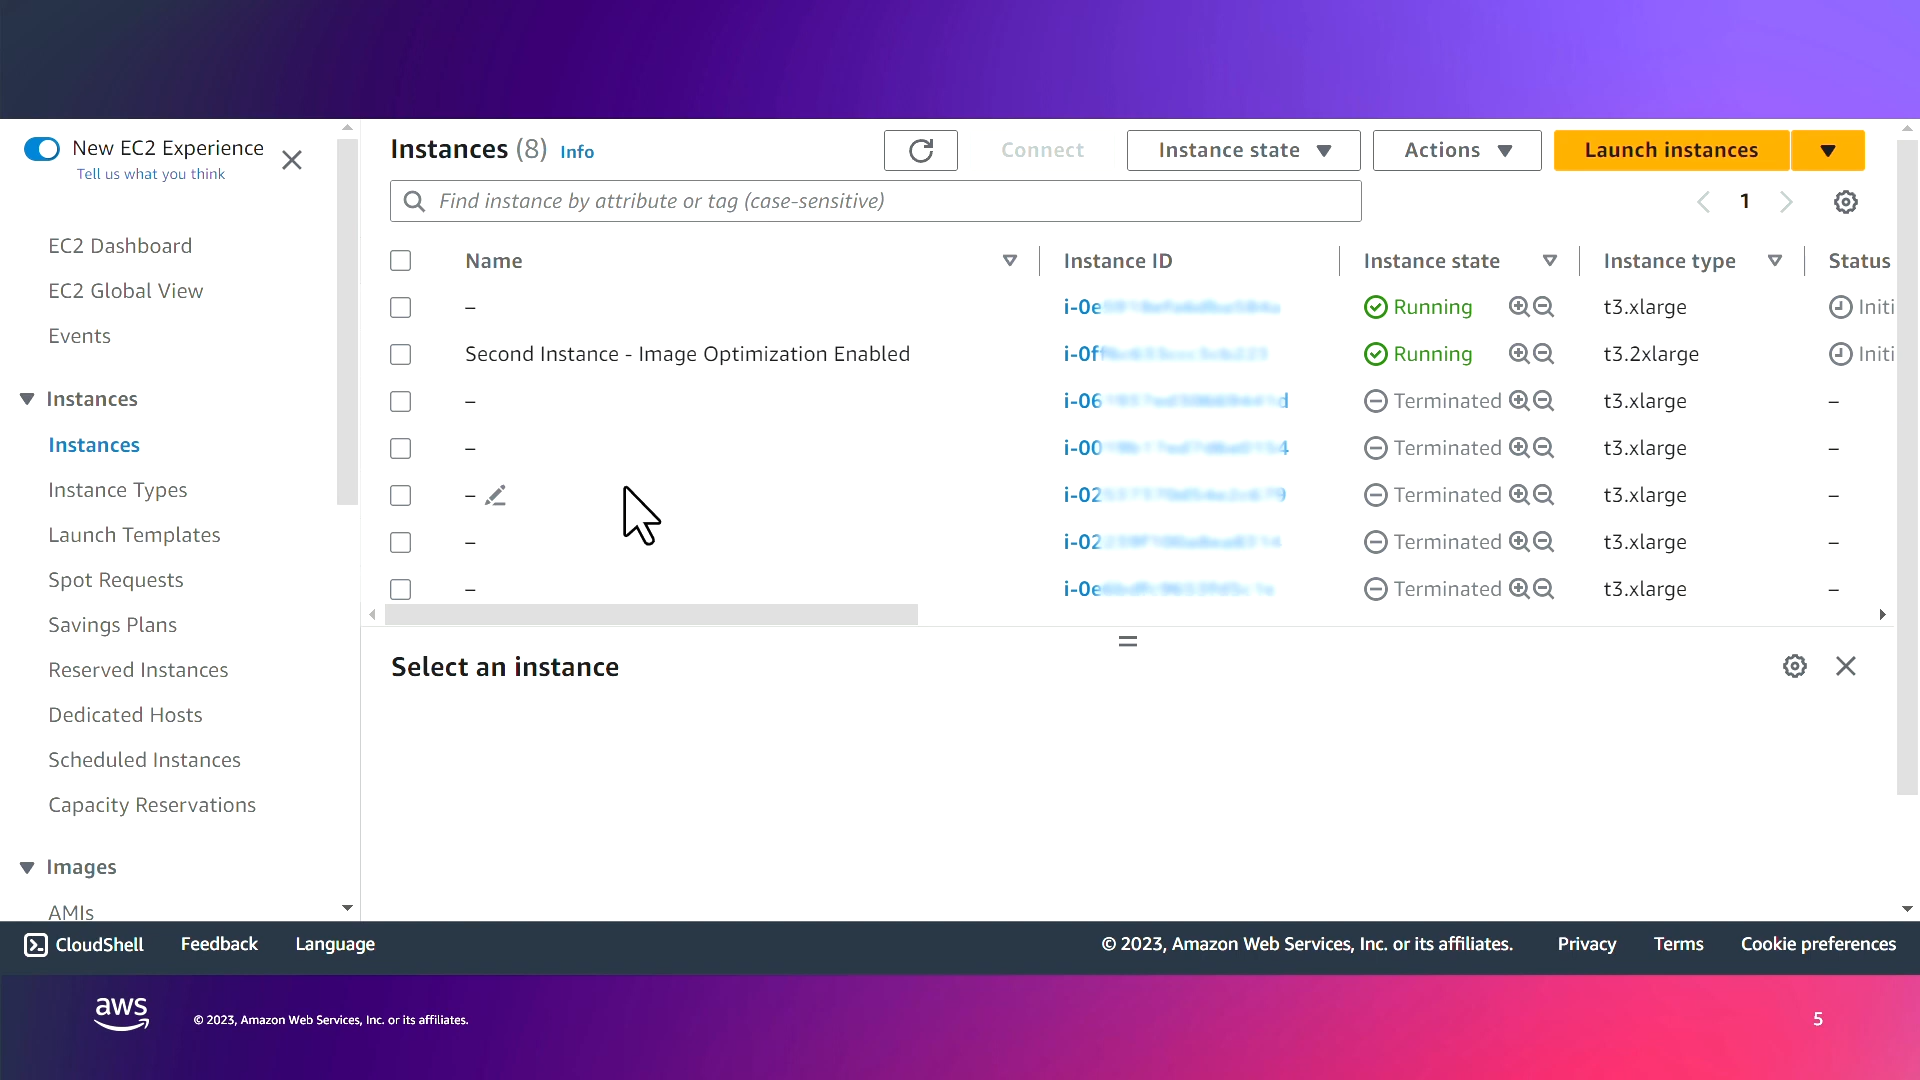 New EC2 Experience
Tell us what you think
EC2 Dashboard
EC2 Global View
Events
Instances
Instances
Instance Types
Launch Templates
Spot Requests
Savings Plans
Reserved Instances
Dedicated Hosts
Scheduled Instances
Capacity Reservations
Images
AMIs
Instances (8) Info
Connect
Instance state
Actions
Launch instances
Find instance by attribute or tag (case-sensitive)
1
Name Instance ID Instance state Instance type Status
– i-0e Running t3.xlarge Initi
Second Instance - Image Optimization Enabled i-0f Running t3.2xlarge Initi
– i-06 d Terminated t3.xlarge –
– i-00 4 Terminated t3.xlarge –
– i-02 Terminated t3.xlarge –
– i-02 Terminated t3.xlarge –
– i-0e Terminated t3.xlarge –
Select an instance
CloudShell Feedback Language © 2023, Amazon Web Services, Inc. or its affiliates. Privacy Terms Cookie preferences
aws © 2023, Amazon Web Services, Inc. or its affiliates. 5